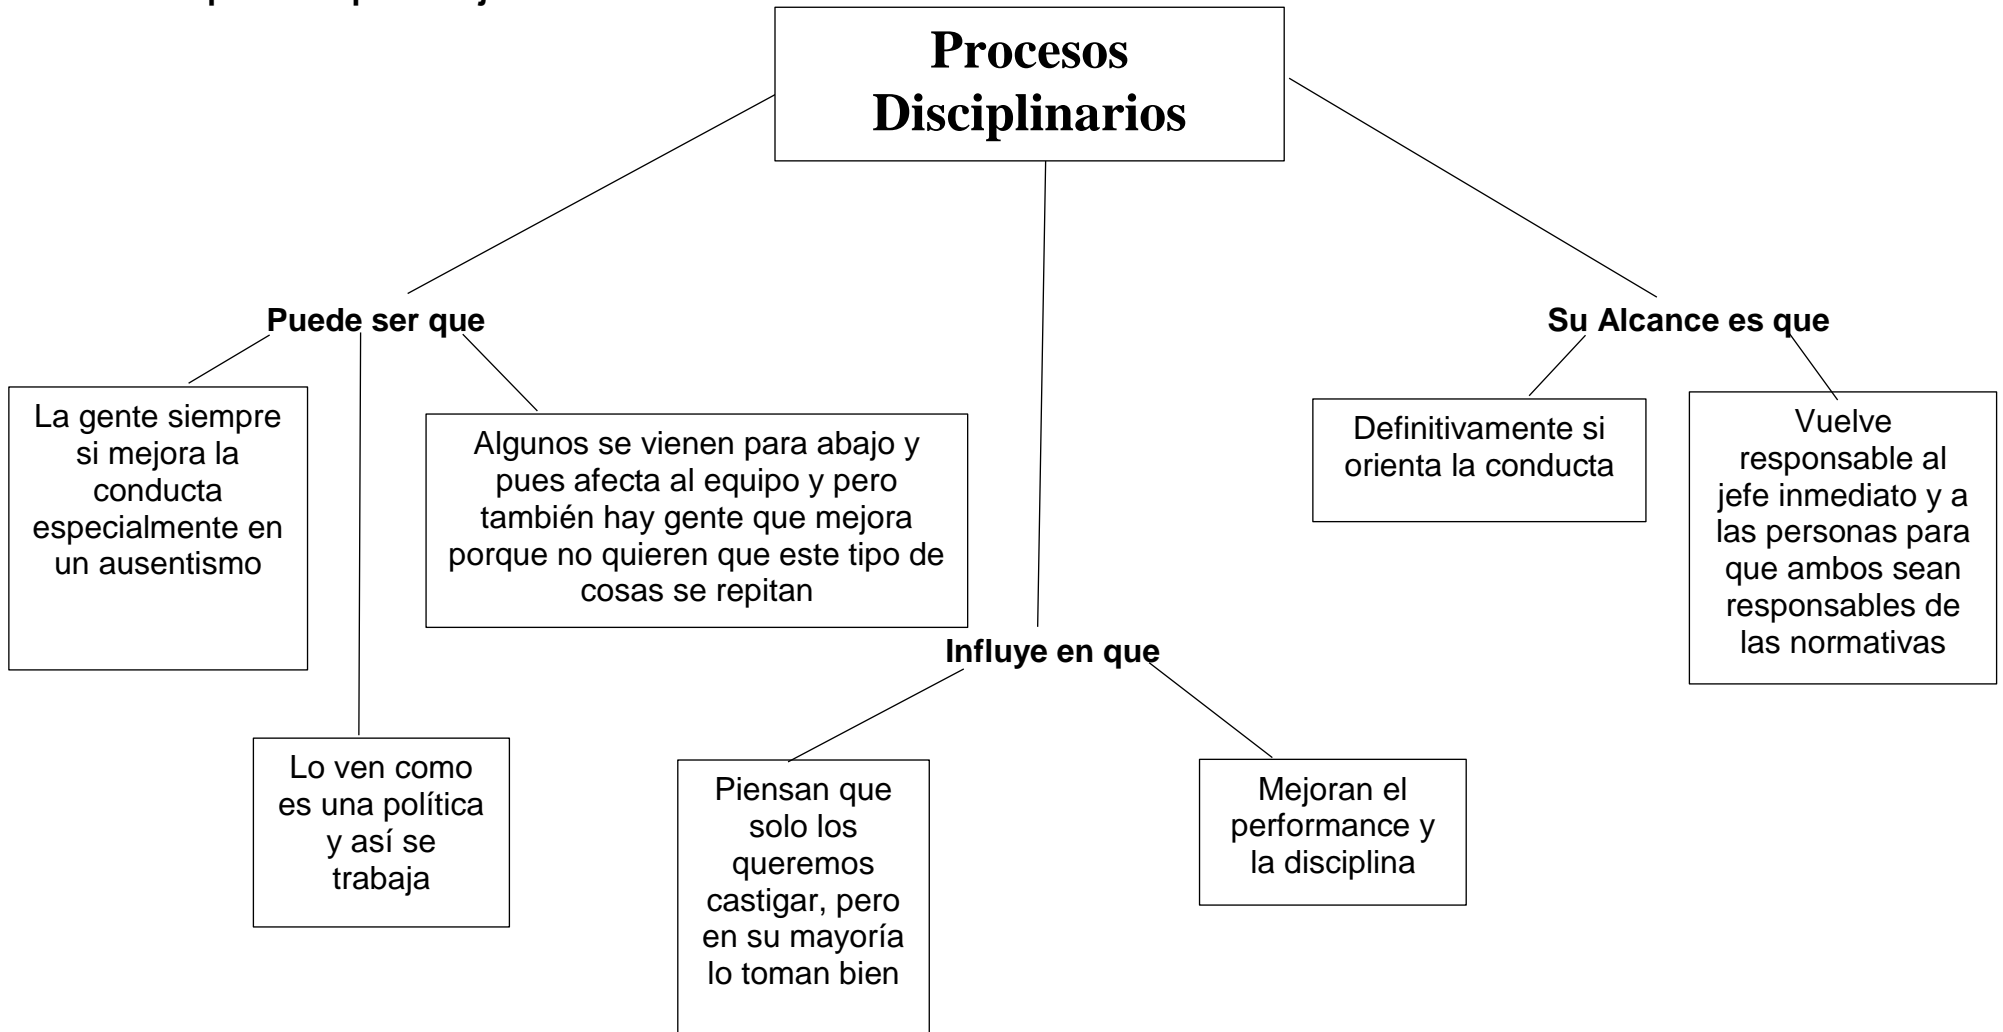 Procesos
Disciplinarios
Puede ser que
Su Alcance es que
La gente siempre
si mejora la
conducta
especialmente en
un ausentismo
Algunos se vienen para abajo y
pues afecta al equipo y pero
también hay gente que mejora
porque no quieren que este tipo de
cosas se repitan
Definitivamente si
orienta la conducta
Vuelve
responsable al
jefe inmediato y a
las personas para
que ambos sean
responsables de
las normativas
Influye en que
Lo ven como
es una política
y así se
trabaja
Piensan que
solo los
queremos
castigar, pero
en su mayoría
lo toman bien
Mejoran el
performance y
la disciplina